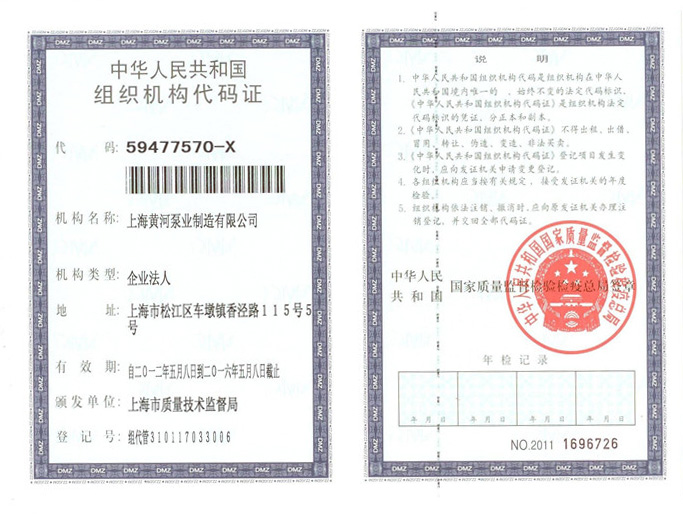 中华人民共和国
组织机构代码证
代 码: 59477570-X
机构名称: 上海黄河泵业制造有限公司
机构类型: 企业法人
地 址: 上海市松江区车墩镇香泾路115号5
号
有 效 期: 自二0一二年五月八日到二0一六年五月八日截止
颁发单位: 上海市质量技术监督局
登 记 号: 组代管310117033006
说 明
1. 中华人民共和国组织机构代码是组织机构在中华人
民共和国境内唯一的、始终不变的法定代码标识,
《中华人民共和国组织机构代码证》是组织机构法定
代码标识的凭证,分正本和副本。
2.《中华人民共和国组织机构代码证》不得出租、出借、
冒用、转让、伪造、变造、非法买卖。
3.《中华人民共和国组织机构代码证》登记项目发生变
化时,应向发证机关申请变更登记。
4. 各组织机构应当按有关规定,接受发证机关的年度
检验。
5. 组织机构依法注销、撤消时,应向原发证机关办理注
销登记,并交回全部代码证。
中华人民
共和国 国家质量监督检验检疫总局签章
中华人民共和国国家质量监督检验检疫总局
年检记录
年 月 日 年 月 日 年 月 日 年 月 日
NO.2011 1696726
DMZ